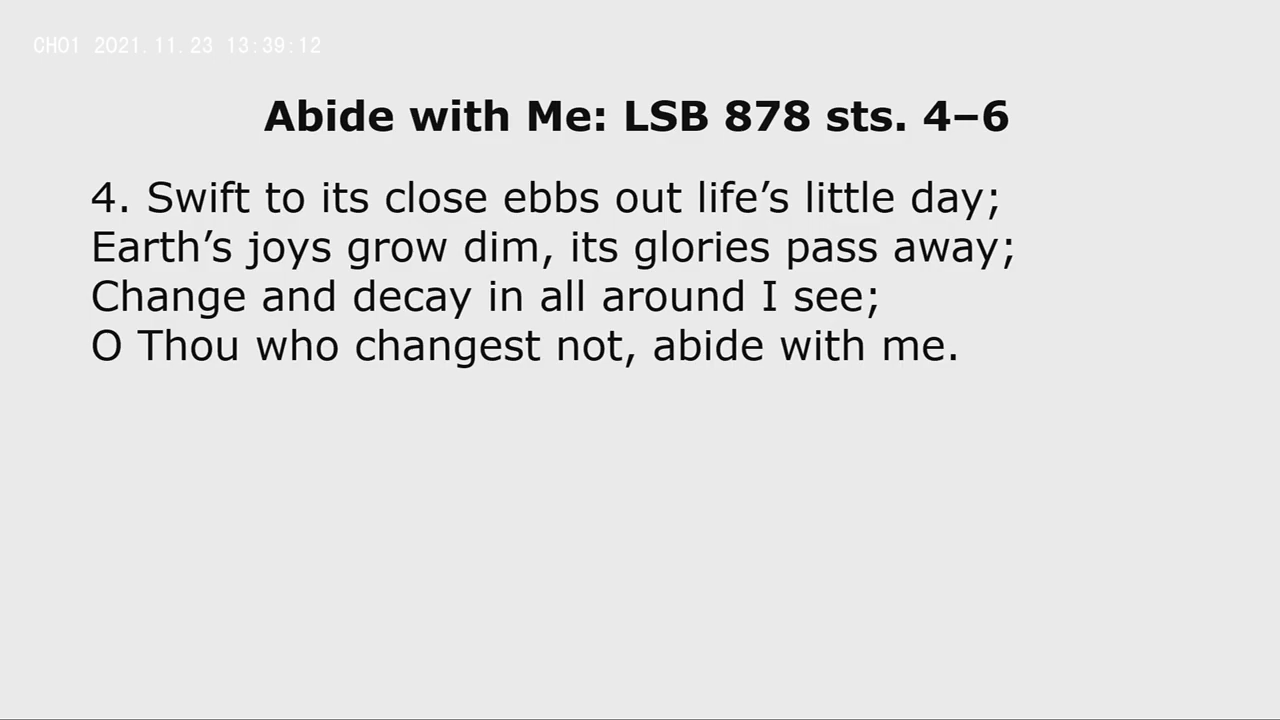 CH01 2021.11.23 13:39:12
Abide with Me: LSB 878 sts. 4–6
4. Swift to its close ebbs out life’s little day;
Earth’s joys grow dim, its glories pass away;
Change and decay in all around I see;
O Thou who changest not, abide with me.